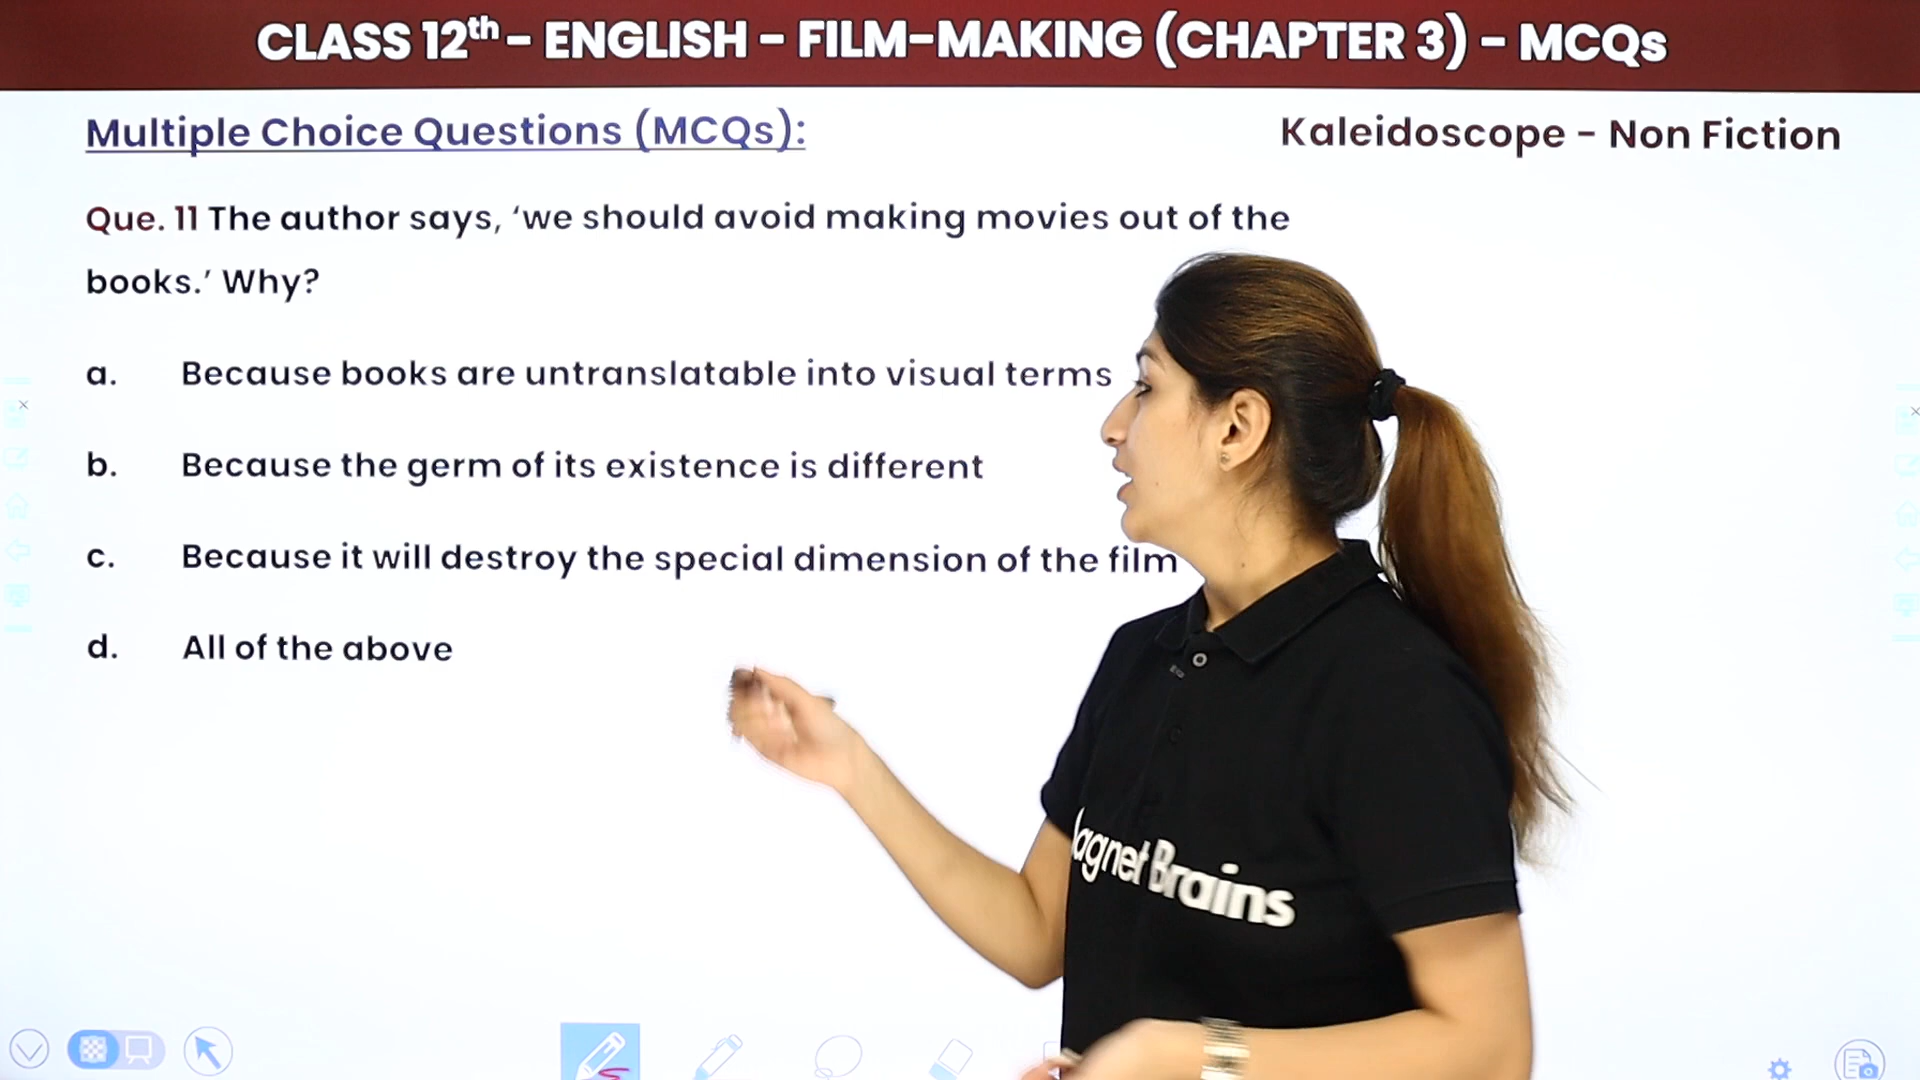 CLASS 12th – ENGLISH – FILM-MAKING (CHAPTER 3) – MCQs
Multiple Choice Questions (MCQs):
Kaleidoscope – Non Fiction
Que. 11 The author says, ‘we should avoid making movies out of the
books.’ Why?
a. Because books are untranslatable into visual terms
b. Because the germ of its existence is different
c. Because it will destroy the special dimension of the film
d. All of the above
agnet Brains